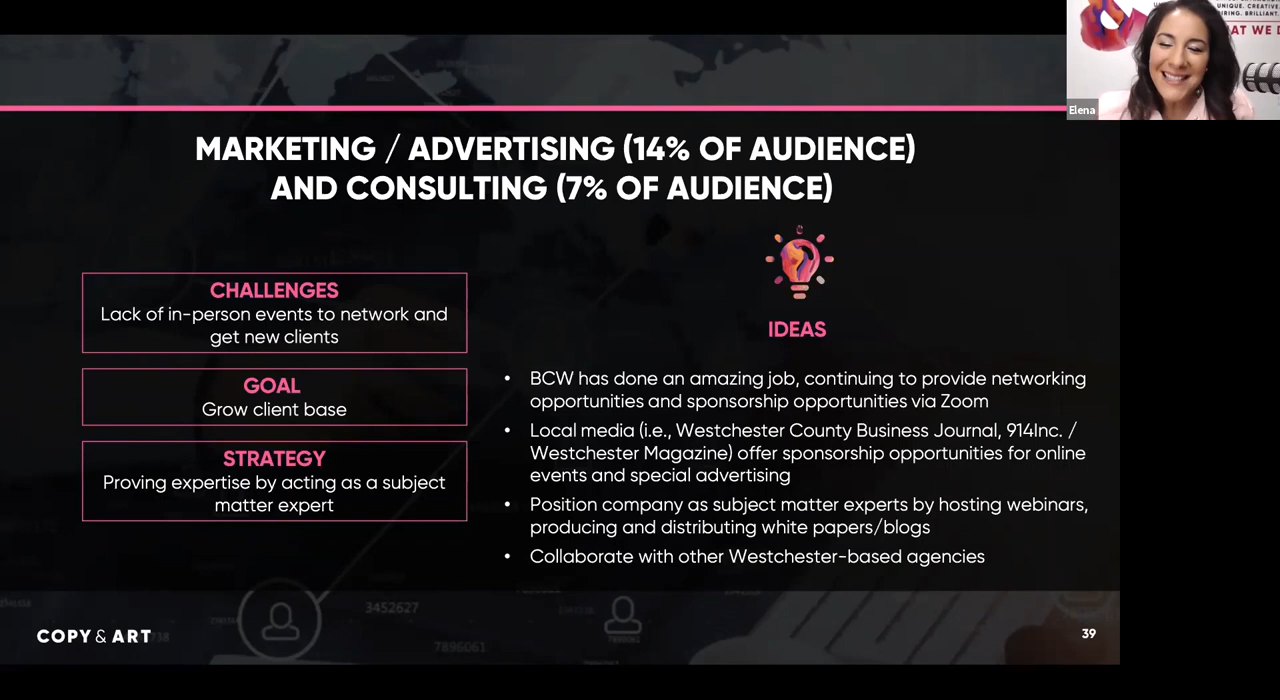 UNIQUE. CREATIVE.
BRILLIANT.
Elena
MARKETING / ADVERTISING (14% OF AUDIENCE)
AND CONSULTING (7% OF AUDIENCE)
CHALLENGES
Lack of in-person events to network and
get new clients
GOAL
Grow client base
STRATEGY
Proving expertise by acting as a subject
matter expert
IDEAS
• BCW has done an amazing job, continuing to provide networking
opportunities and sponsorship opportunities via Zoom
• Local media (i.e., Westchester County Business Journal, 914Inc. /
Westchester Magazine) offer sponsorship opportunities for online
events and special advertising
• Position company as subject matter experts by hosting webinars,
producing and distributing white papers/blogs
• Collaborate with other Westchester-based agencies
3452627
7896061
COPY & ART
39